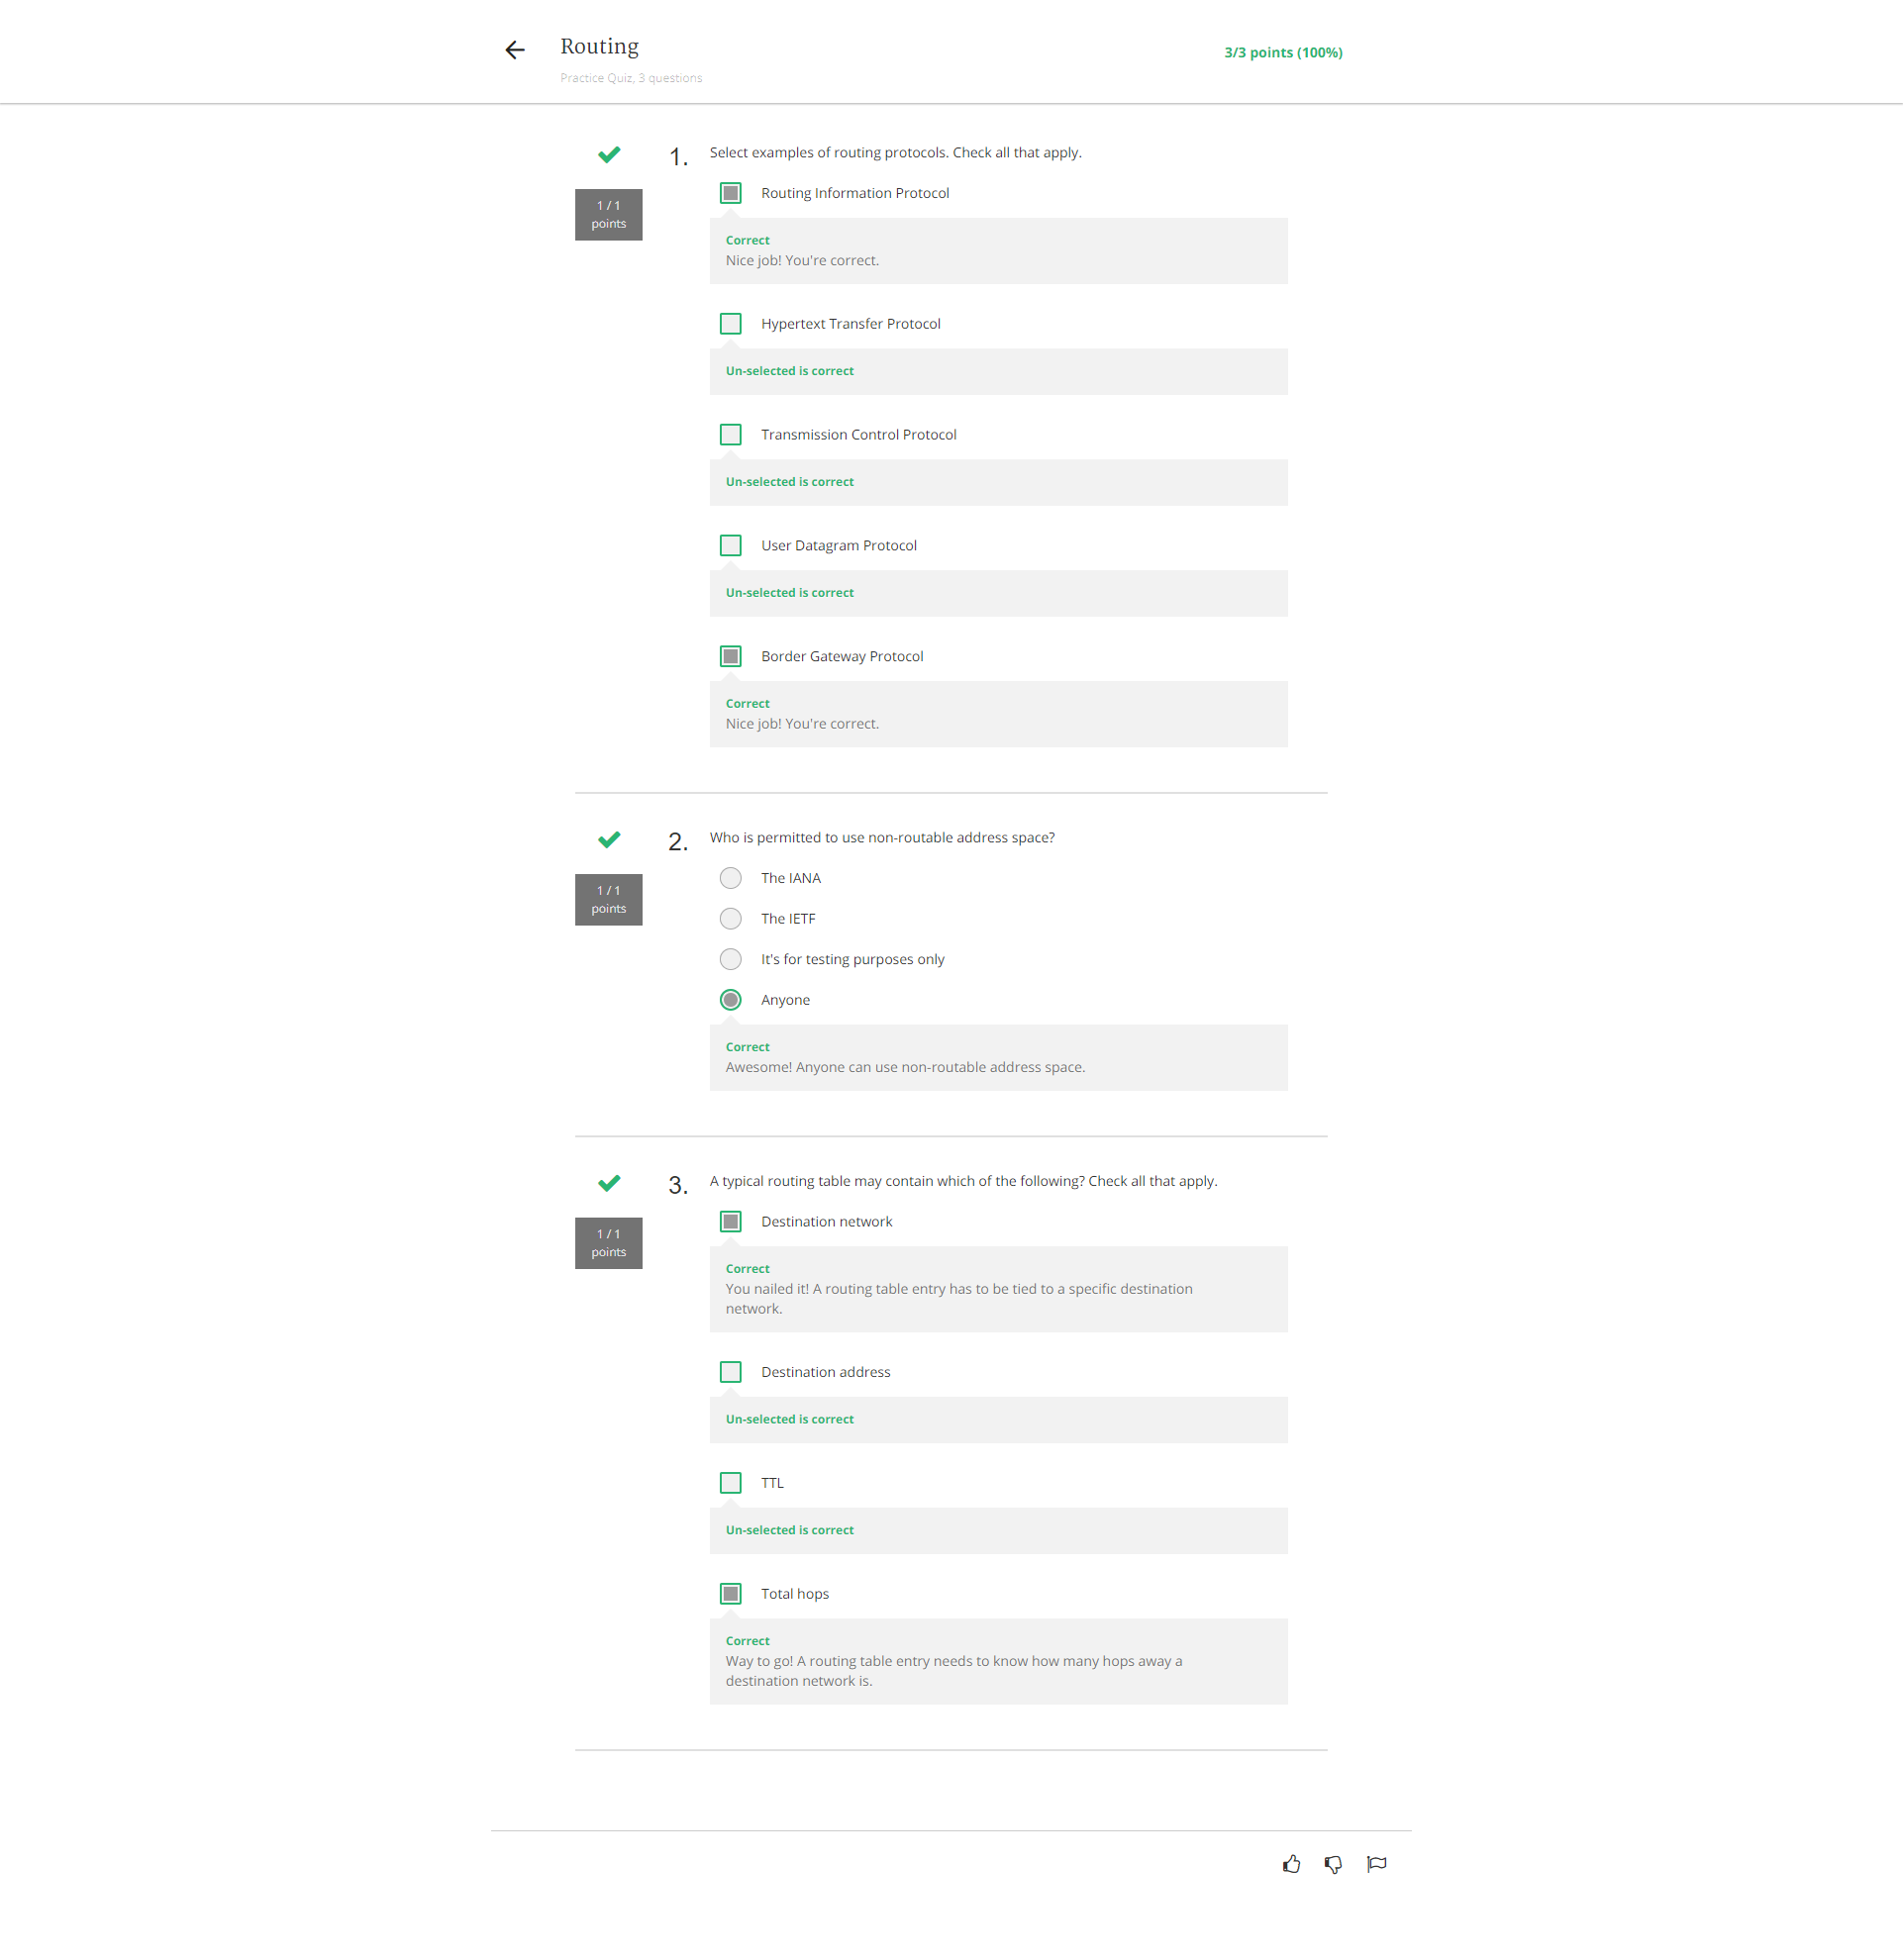 Routing
3/3 points (100%)
Practice Quiz, 3 questions
1.
Select examples of routing protocols. Check all that apply.
1 / 1
points
Routing Information Protocol
Correct
Nice job! You're correct.
Hypertext Transfer Protocol
Un-selected is correct
Transmission Control Protocol
Un-selected is correct
User Datagram Protocol
Un-selected is correct
Border Gateway Protocol
Correct
Nice job! You're correct.
2.
Who is permitted to use non-routable address space?
1 / 1
points
The IANA
The IETF
It's for testing purposes only
Anyone
Correct
Awesome! Anyone can use non-routable address space.
3.
A typical routing table may contain which of the following? Check all that apply.
1 / 1
points
Destination network
Correct
You nailed it! A routing table entry has to be tied to a specific destination
network.
Destination address
Un-selected is correct
TTL
Un-selected is correct
Total hops
Correct
Way to go! A routing table entry needs to know how many hops away a
destination network is.